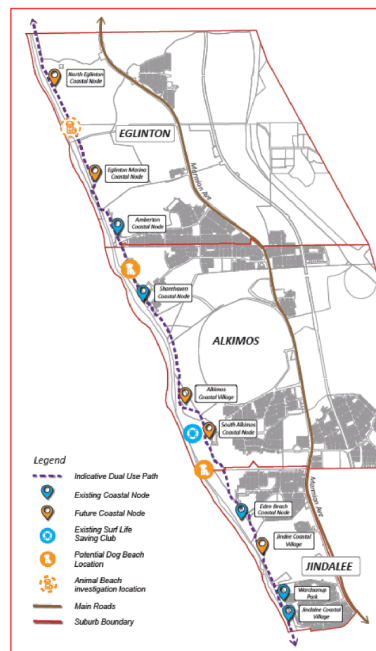 North Eglinton
Coastal Node
EGLINTON
Eglinton Marina
Coastal Node
Marmion Ave
Amberton
Coastal Node
Shorehaven
Coastal Node
ALKIMOS
Alkimos
Coastal Village
South Alkimos
Coastal Node
Legend
Indicative Dual Use Path
Existing Coastal Node
Future Coastal Node
Existing Surf Life
Saving Club
Potential Dog Beach
Location
Animal Beach
investigation location
Main Roads
Suburb Boundary
Marmion Ave
Eden Beach
Coastal Node
Jindee Coastal
Village
JINDALEE
Wardanup
Park
Jindalee Coastal
Village